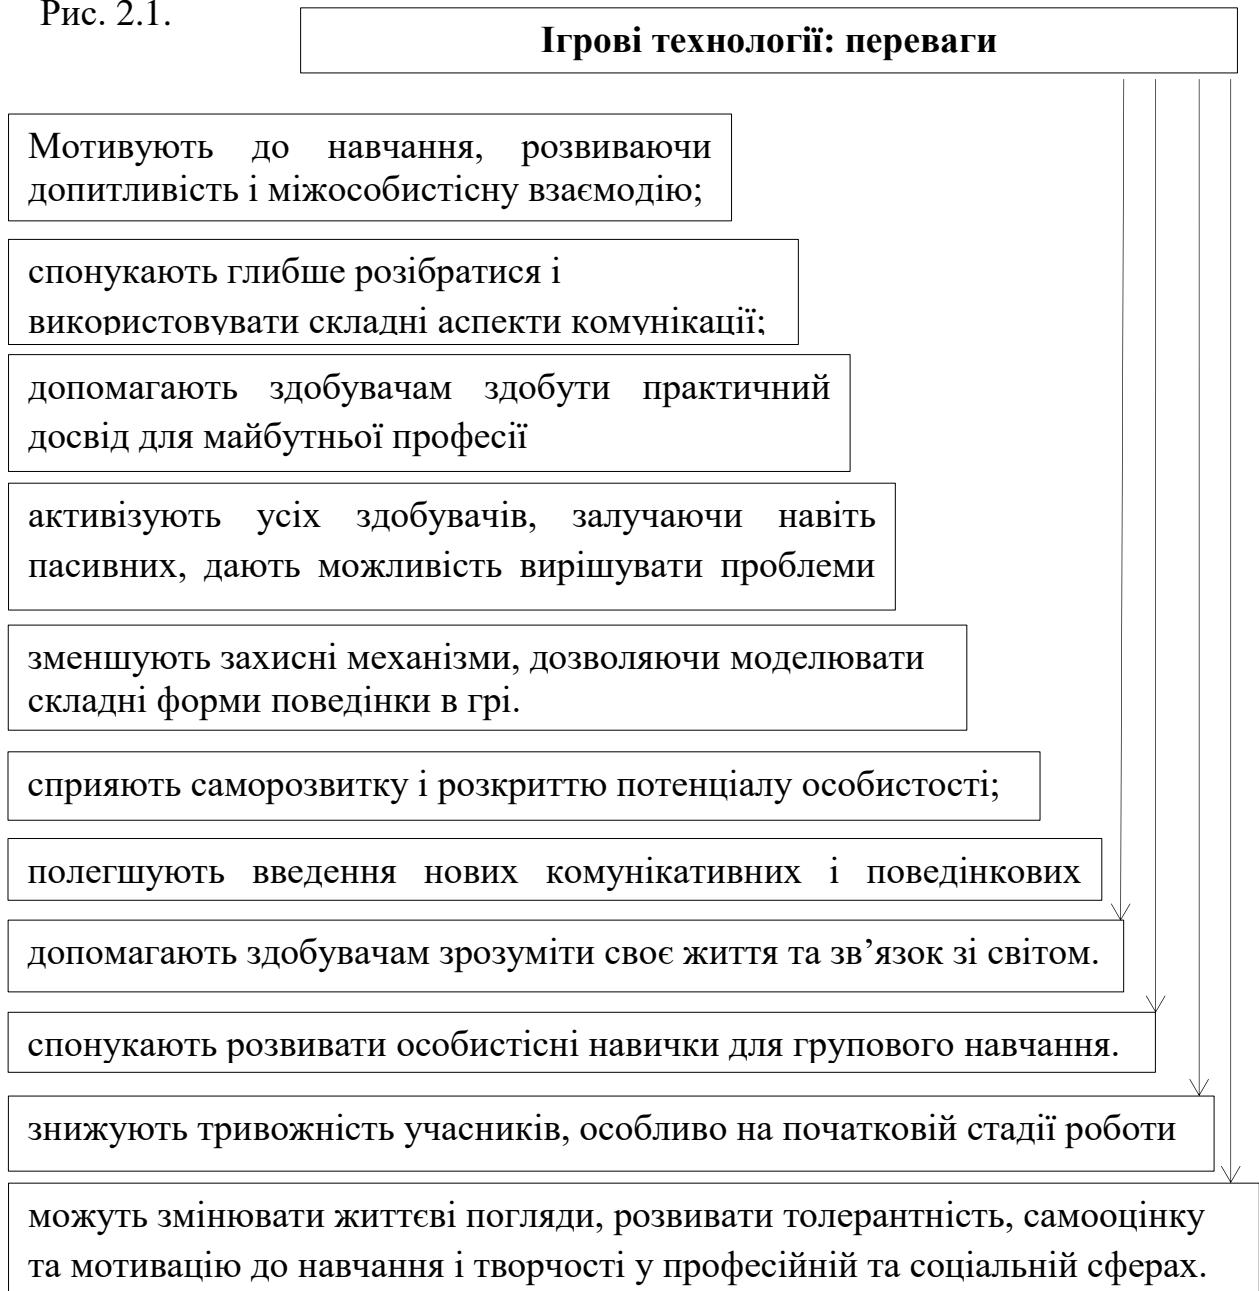 Рис. 2.1.
Ігрові технології: переваги
Мотивують до навчання, розвиваючи
допитливість і міжособистісну взаємодію;
спонукають глибше розібратися і
використовувати складні аспекти комунікації;
допомагають здобувачам здобути практичний
досвід для майбутньої професії
активізують усіх здобувачів, залучаючи навіть
пасивних, дають можливість вирішувати проблеми
зменшують захисні механізми, дозволяючи моделювати
складні форми поведінки в грі.
сприяють саморозвитку і розкриттю потенціалу особистості;
полегшують введення нових комунікативних і поведінкових
допомагають здобувачам зрозуміти своє життя та зв’язок зі світом.
спонукають розвивати особистісні навички для групового навчання.
знижують тривожність учасників, особливо на початковій стадії роботи
можуть змінювати життєві погляди, розвивати толерантність, самооцінку
та мотивацію до навчання і творчості у професійній та соціальній сферах.